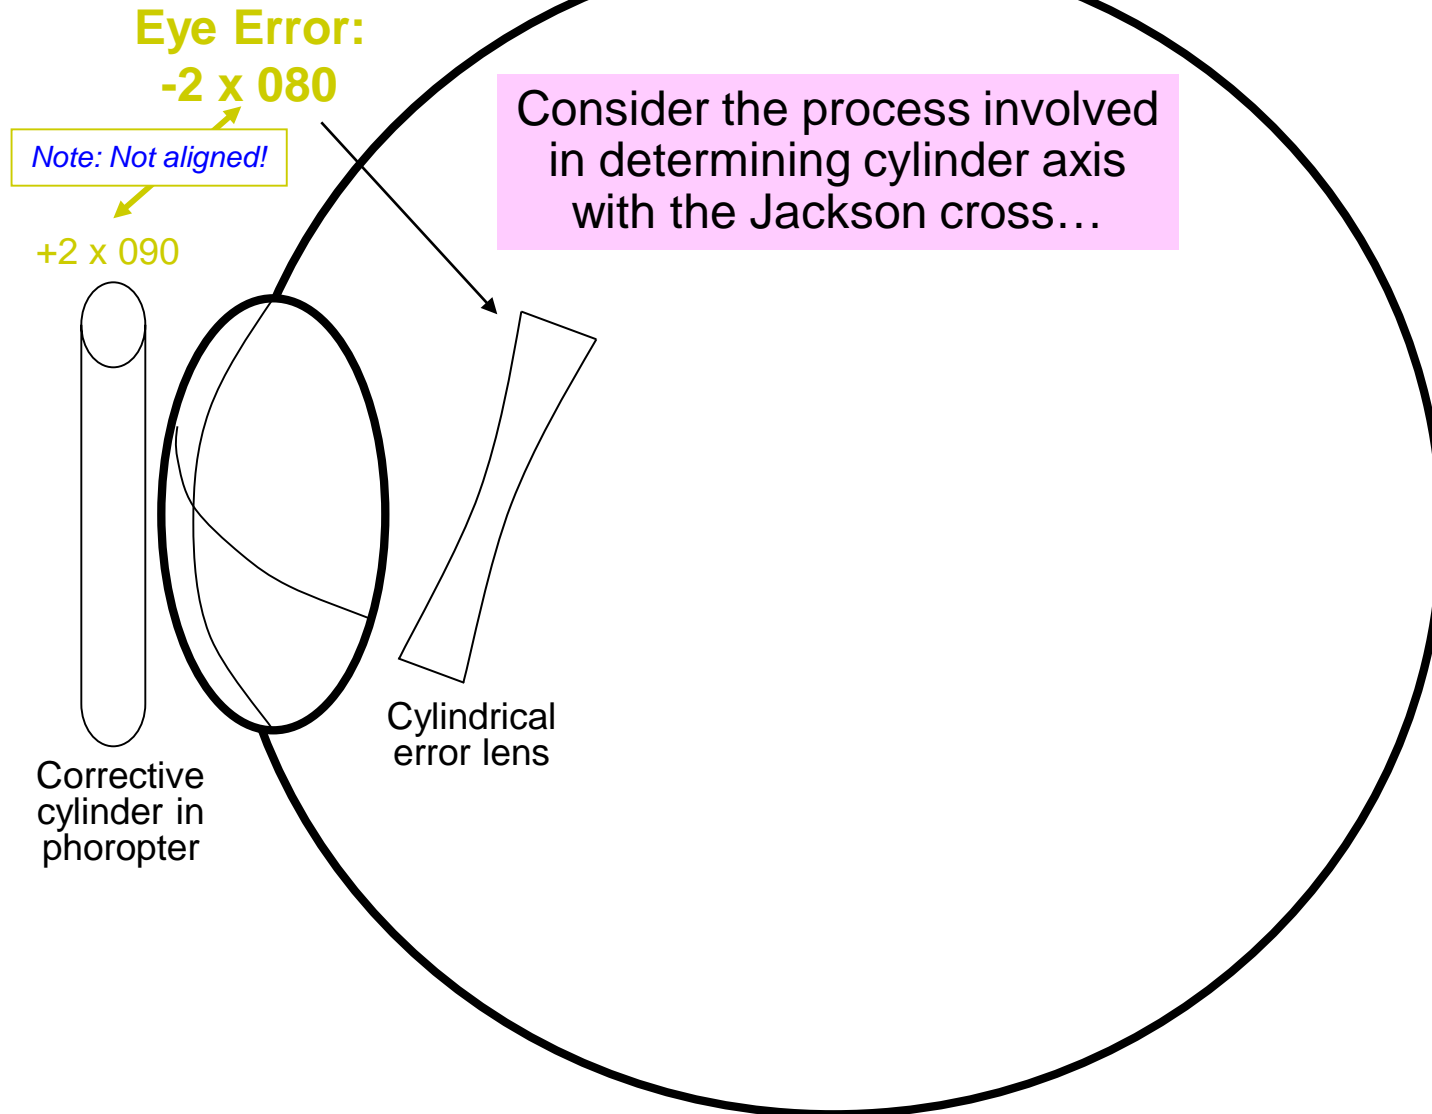 Eye Error:
-2 x 080
Note: Not aligned!
+2 x 090
Consider the process involved
in determining cylinder axis
with the Jackson cross…
Cylindrical
error lens
Corrective
cylinder in
phoropter